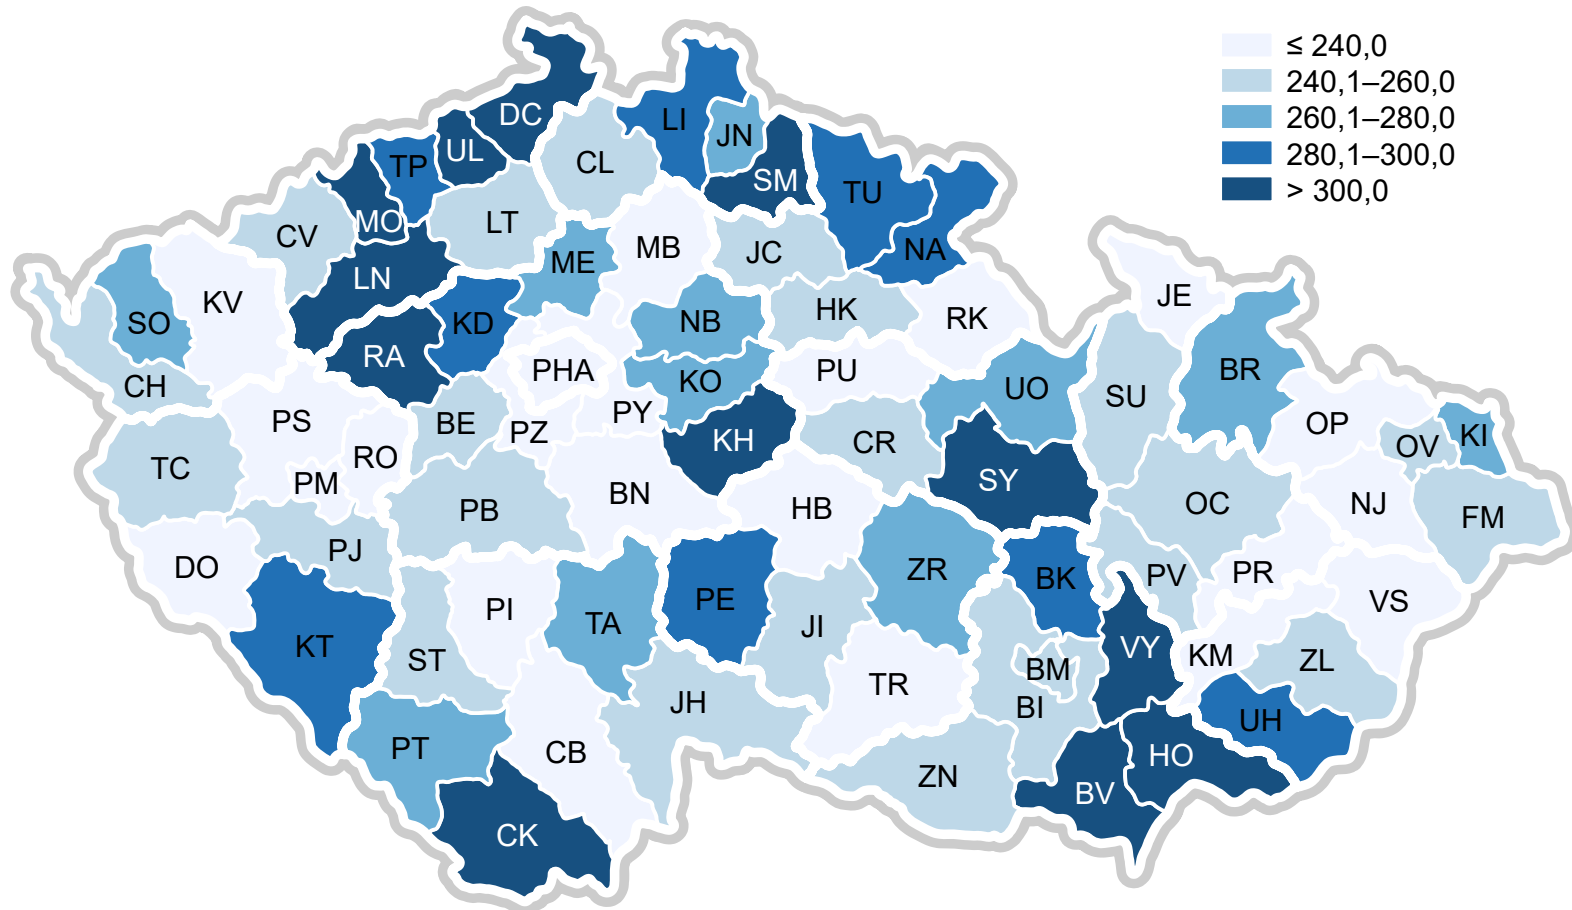 ≤ 240,0
240,1–260,0
260,1–280,0
280,1–300,0
> 300,0
DC
LI
JN
UL
TP
CL
SM
TU
MO
LT
CV
MB
JC
NA
ME
LN
KV
SO
KD
NB
HK
RK
JE
RA
PHA
KO
PU
BR
CH
UO
SU
PS
BE
PZ
PY
KH
CR
OP
OV
KI
TC
RO
PM
BN
SY
PB
HB
OC
NJ
FM
PJ
DO
ZR
BK
PV
PR
PI
PE
VS
TA
JI
KT
ST
VY
KM
ZL
BM
TR
JH
BI
UH
PT
CB
HO
ZN
BV
CK